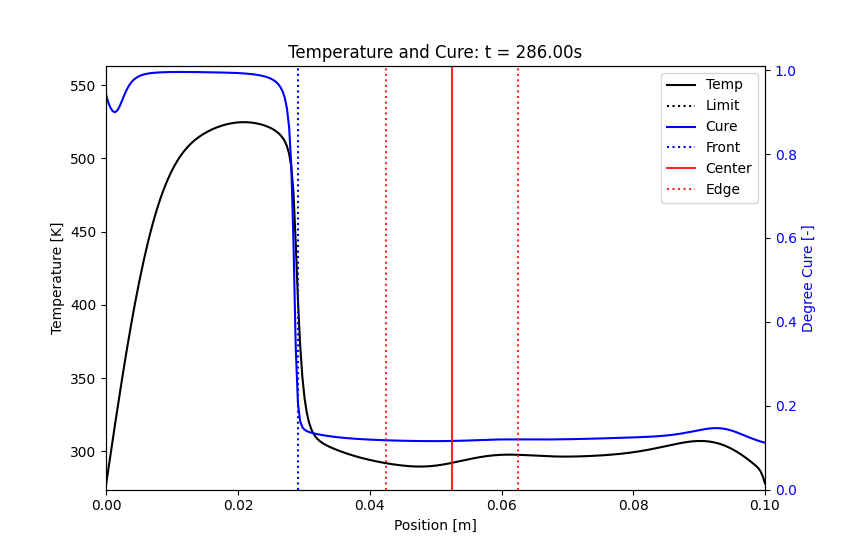 Temperature and Cure: t = 286.00s
Temperature [K]
550
500
450
400
350
300
1.0
0.8
0.6
0.4
0.2
0.0
Degree Cure [-]
Temp
Limit
Cure
Front
Center
Edge
0.00 0.02 0.04 0.06 0.08 0.10
Position [m]